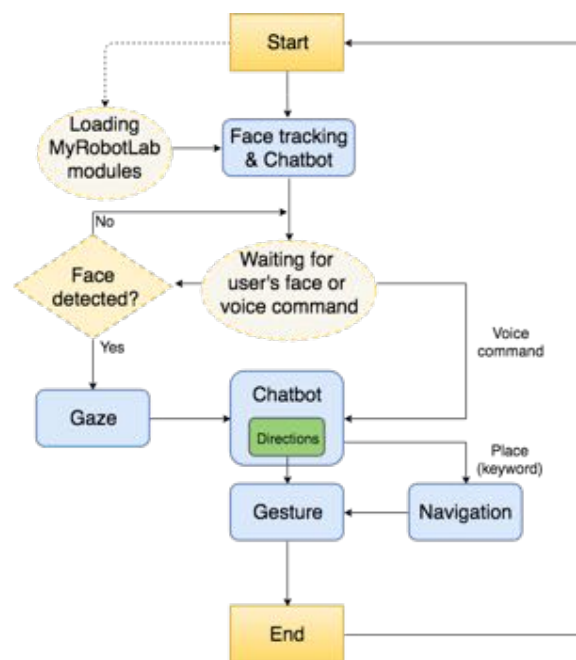 Start
Loading
MyRobotLab
modules
Face tracking
& Chatbot
No
Face
detected?
Waiting for
user's face or
voice command
Voice
command
Yes
Gaze
Chatbot
Directions
Place
(keyword)
Gesture
Navigation
End